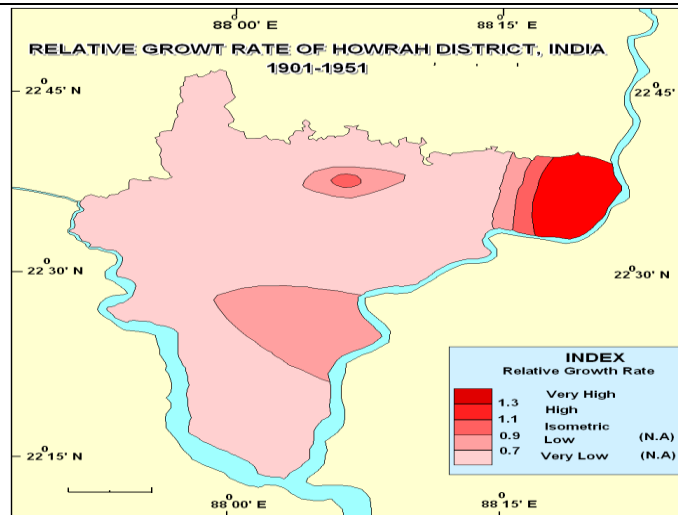 88° 00' E 88° 15' E
RELATIVE GROWT RATE OF HOWRAH DISTRICT, INDIA
1901-1951
22° 45' N 22° 45'
22° 30' N 22° 30' N
INDEX
Relative Growth Rate
Very High
1.3
High
1.1
Isometric
0.9
Low (N.A)
0.7
Very Low (N.A)
22° 15' N
88° 00' E 88° 15' E